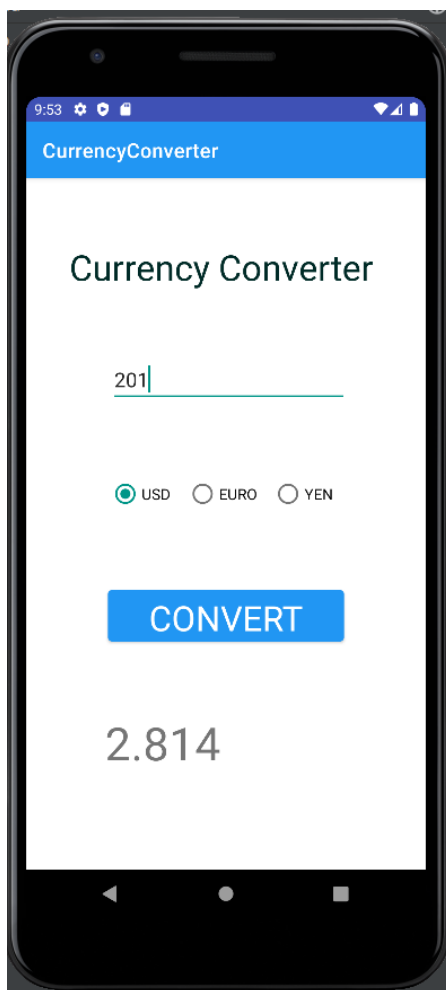 9:53
CurrencyConverter
Currency Converter
201
USD EURO YEN
CONVERT
2.814